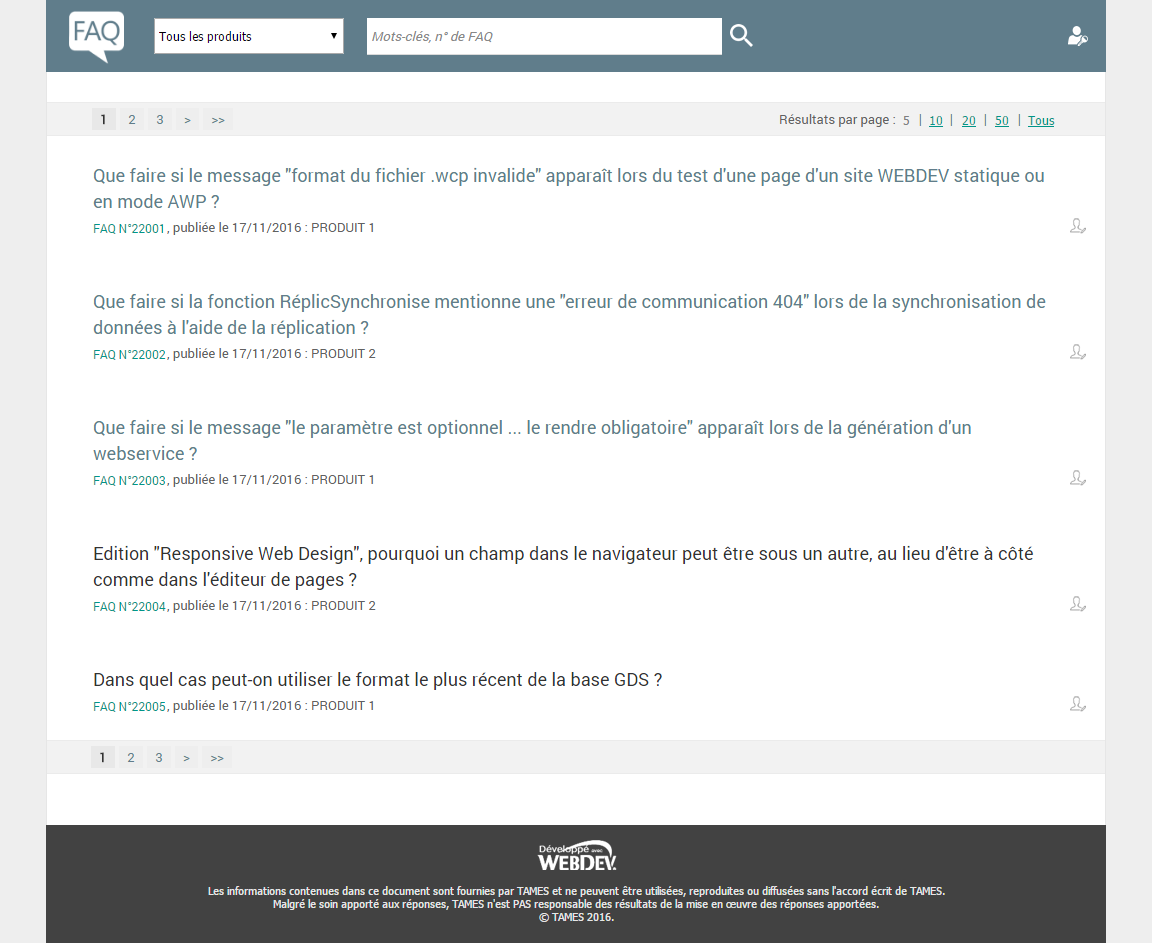 FAQ Tous les produits Mots-clés, n° de FAQ
1 2 3 > >> Résultats par page : 5 | 10 | 20 | 50 | Tous
Que faire si le message "format du fichier .wcp invalide" apparaît lors du test d'une page d'un site WEBDEV statique ou
en mode AWP ?
FAQ N°22001, publiée le 17/11/2016 : PRODUIT 1
Que faire si la fonction RéplicSynchronise mentionne une "erreur de communication 404" lors de la synchronisation de
données à l'aide de la réplication ?
FAQ N°22002, publiée le 17/11/2016 : PRODUIT 2
Que faire si le message "le paramètre est optionnel ... le rendre obligatoire" apparaît lors de la génération d'un
webservice ?
FAQ N°22003, publiée le 17/11/2016 : PRODUIT 1
Edition "Responsive Web Design", pourquoi un champ dans le navigateur peut être sous un autre, au lieu d'être à côté
comme dans l'éditeur de pages ?
FAQ N°22004, publiée le 17/11/2016 : PRODUIT 2
Dans quel cas peut-on utiliser le format le plus récent de la base GDS ?
FAQ N°22005, publiée le 17/11/2016 : PRODUIT 1
1 2 3 > >>
Développé avec
WEBDEV.
Les informations contenues dans ce document sont fournies par TAMES et ne peuvent être utilisées, reproduites ou diffusées sans l'accord écrit de TAMES.
Malgré le soin apporté aux réponses, TAMES n'est PAS responsable des résultats de la mise en œuvre des réponses apportées.
© TAMES 2016.